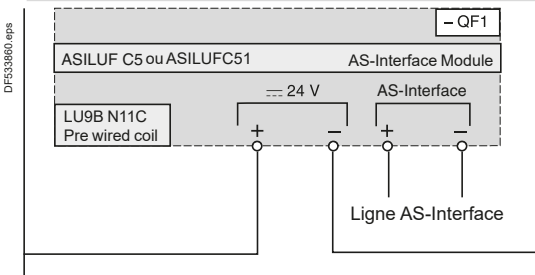 DF533860.eps
– QF1
ASILUF C5 ou ASILUFC51 AS-Interface Module
24 V AS-Interface
LU9B N11C
Pre wired coil
+ – + –
Ligne AS-Interface